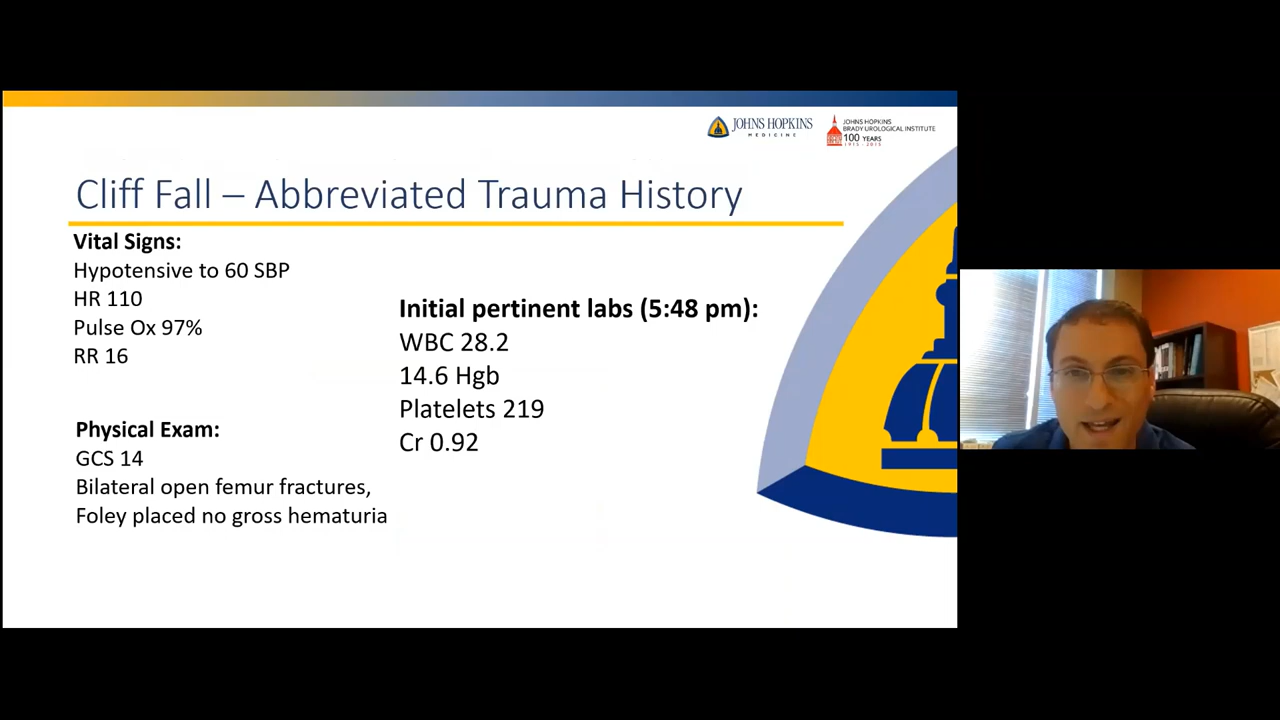 JOHNS HOPKINS
MEDICINE
JOHNS HOPKINS
BRADY UROLOGICAL INSTITUTE
100 YEARS
1915 - 2015
Cliff Fall – Abbreviated Trauma History
Vital Signs:
Hypotensive to 60 SBP
HR 110
Pulse Ox 97%
RR 16
Physical Exam:
GCS 14
Bilateral open femur fractures,
Foley placed no gross hematuria
Initial pertinent labs (5:48 pm):
WBC 28.2
14.6 Hgb
Platelets 219
Cr 0.92